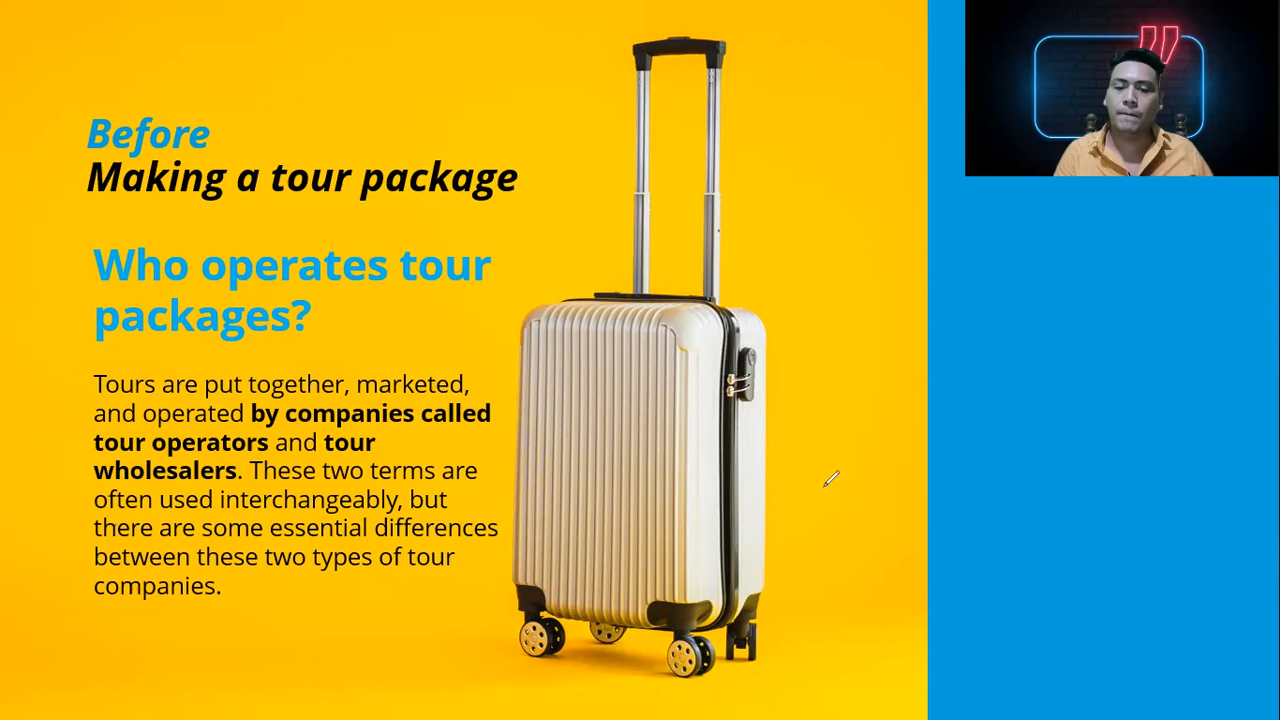 Before
Making a tour package
Who operates tour
packages?
Tours are put together, marketed,
and operated by companies called
tour operators and tour
wholesalers. These two terms are
often used interchangeably, but
there are some essential differences
between these two types of tour
companies.